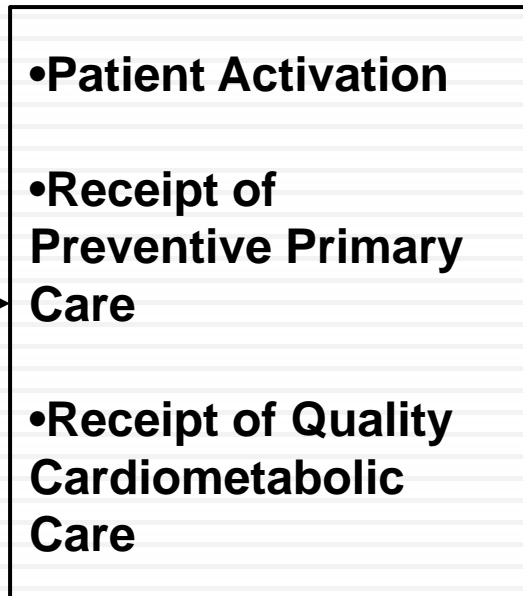 •Patient Activation
•Receipt of
Preventive Primary
Care
•Receipt of Quality
Cardiometabolic
Care